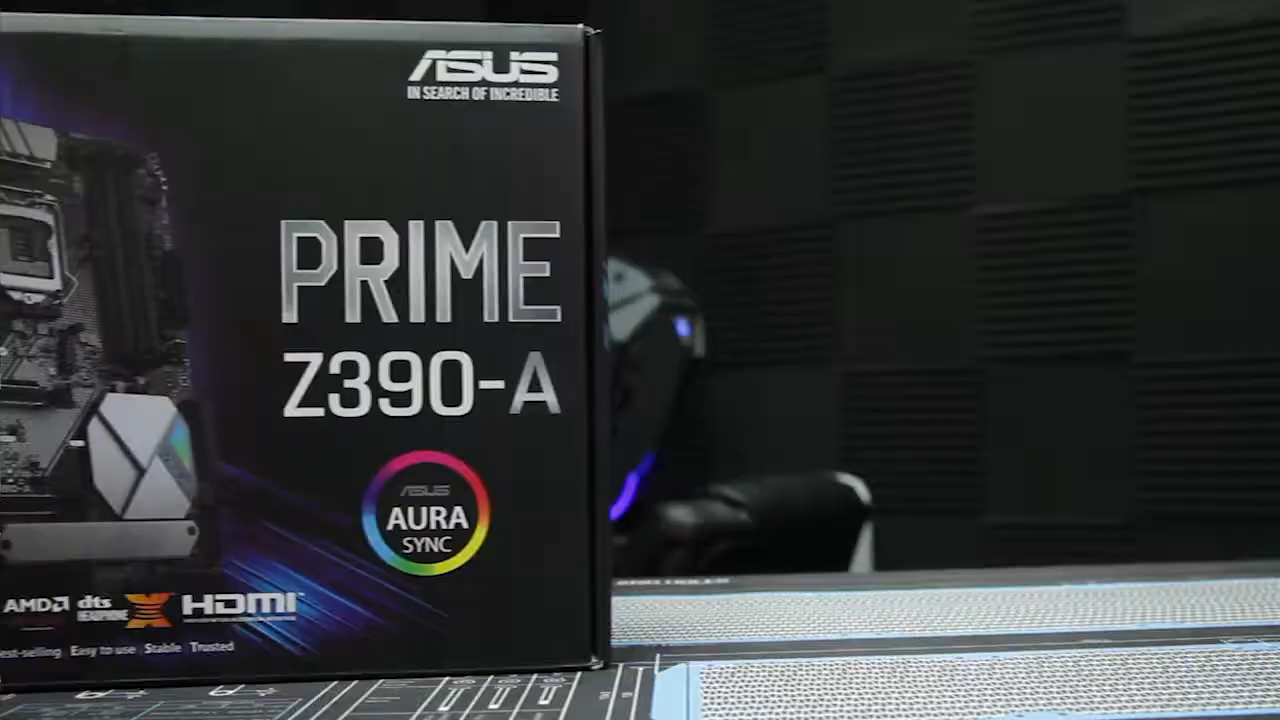 ASUS
IN SEARCH OF INCREDIBLE
PRIME
Z390-A
ASUS
AURA
SYNC
AMD dts X HDMI
Easy to use Stable Trusted